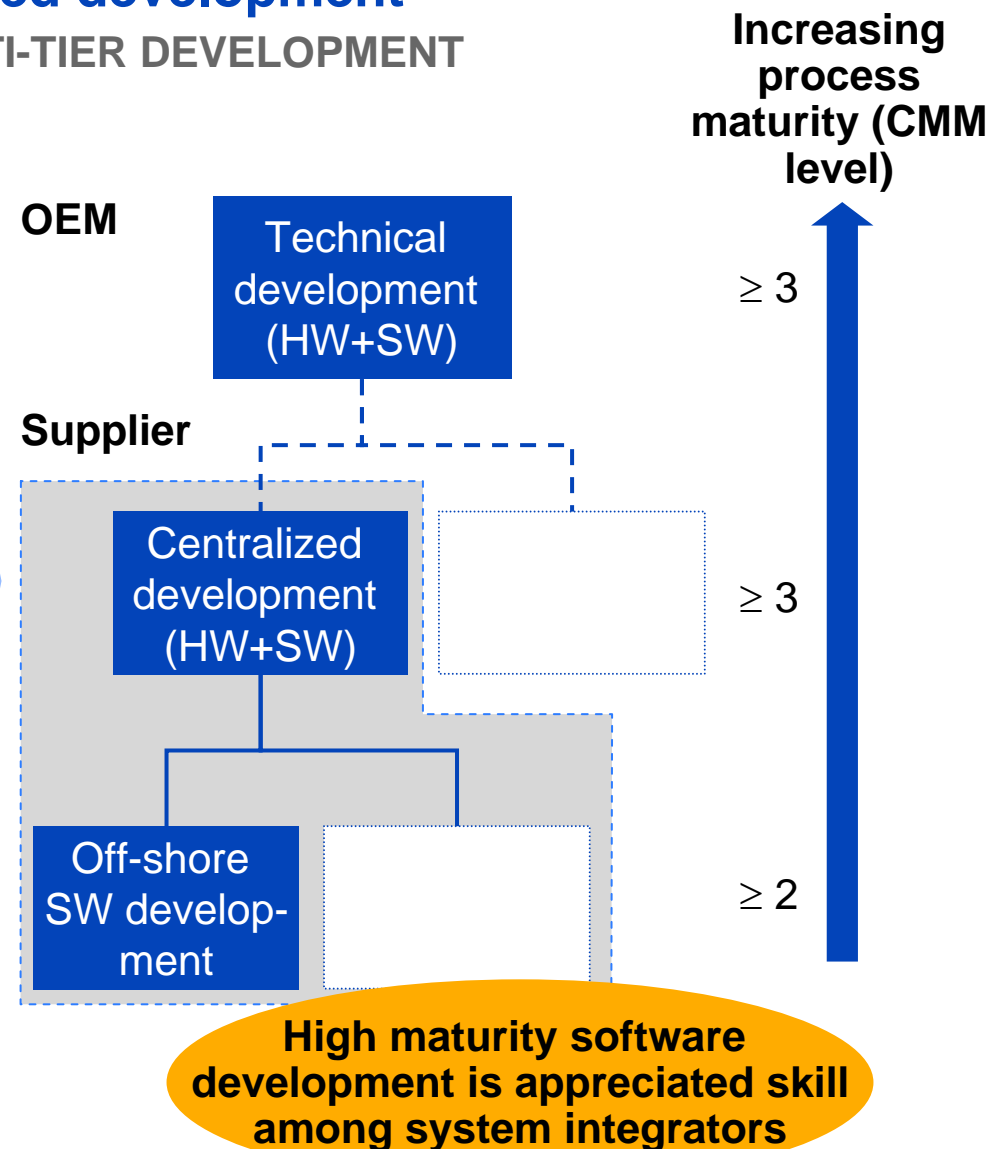 development
TI-TIER DEVELOPMENT
Increasing
process
maturity (CMM
level)
OEM
Technical
development
(HW+SW)
≥ 3
Supplier
Centralized
development
(HW+SW)
≥ 3
Off-shore
SW develop-
ment
≥ 2
High maturity software
development is appreciated skill
among system integrators